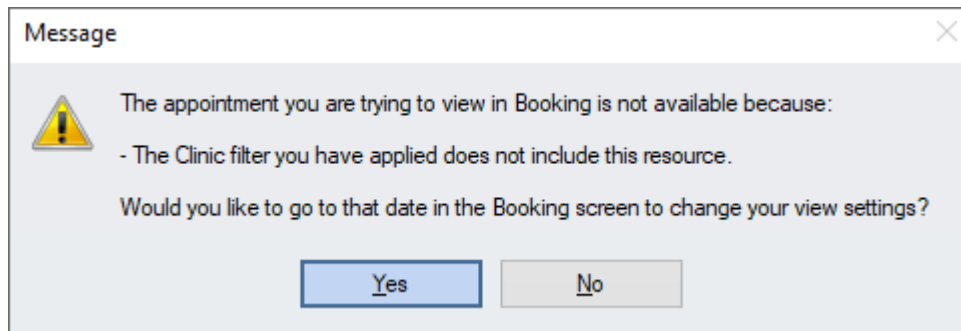 Message
The appointment you are trying to view in Booking is not available because:
- The Clinic filter you have applied does not include this resource.
Would you like to go to that date in the Booking screen to change your view settings?
Yes
No